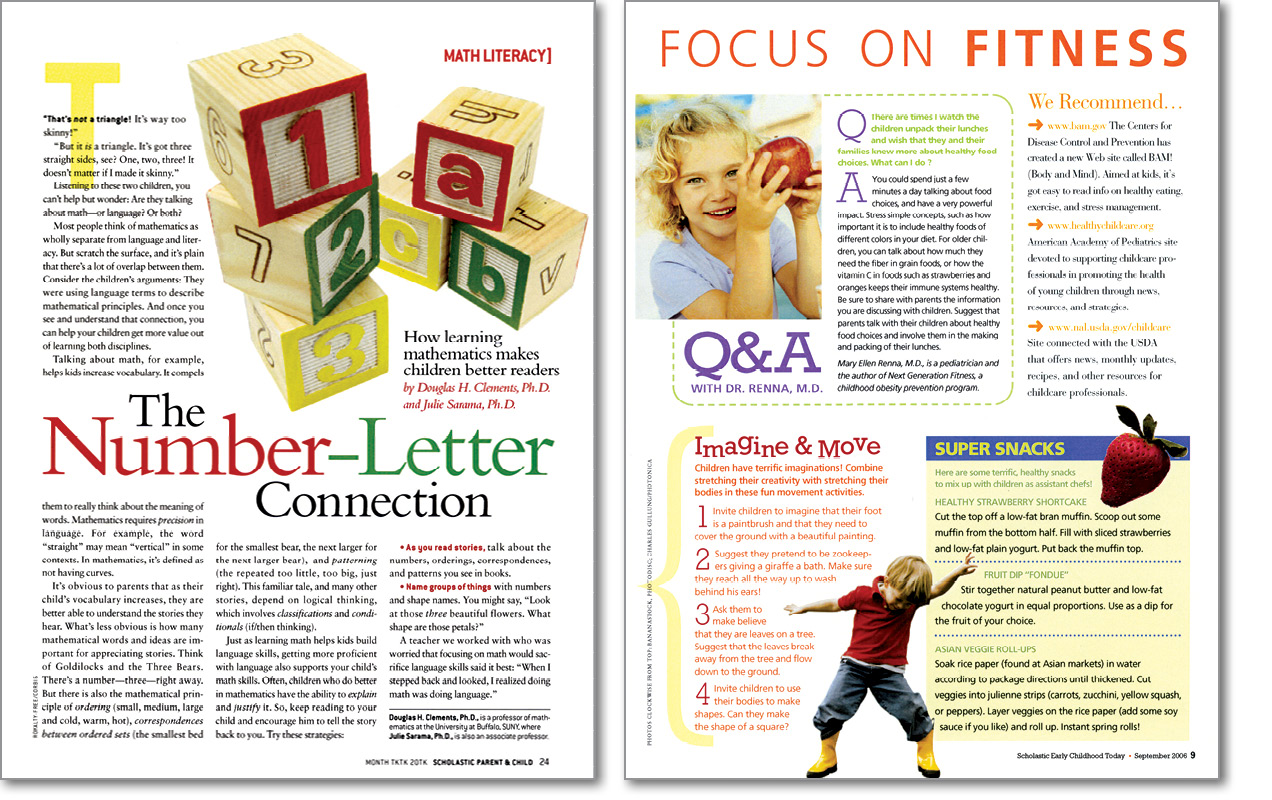 MATH LITERACY]
T
"That's not a triangle! It's way too
skinny!"
"But it is a triangle. It's got three
straight sides, see? One, two, three! It
doesn't matter if I made it skinny."
Listening to these two children, you
can't help but wonder: Are they talking
about math—or language? Or both?
Most people think of mathematics as
wholly separate from language and liter-
acy. But scratch the surface, and it's plain
that there's a lot of overlap between them.
Consider the children's arguments: They
were using language terms to describe
mathematical principles. And once you
see and understand that connection, you
can help your children get more value out
of learning both disciplines.
Talking about math, for example,
helps kids increase vocabulary. It compels
3
1
7
2
3
c
a
b
How learning
mathematics makes
children better readers
by Douglas H. Clements, Ph.D.
and Julie Sarama, Ph.D.
The
Number–Letter
Connection
them to really think about the meaning of
words. Mathematics requires precision in
language. For example, the word
"straight" may mean "vertical" in some
contexts. In mathematics, it's defined as
not having curves.
It's obvious to parents that as their
child's vocabulary increases, they are
better able to understand the stories they
hear. What's less obvious is how many
mathematical words and ideas are im-
portant for appreciating stories. Think
of Goldilocks and the Three Bears.
There's a number—three—right away.
But there is also the mathematical prin-
ciple of ordering (small, medium, large
and cold, warm, hot), correspondences
between ordered sets (the smallest bed
for the smallest bear, the next larger for
the next larger bear), and patterning
(the repeated too little, too big, just
right). This familiar tale, and many other
stories, depend on logical thinking,
which involves classifications and condi-
tionals (if/then thinking).
Just as learning math helps kids build
language skills, getting more proficient
with language also supports your child's
math skills. Often, children who do better
in mathematics have the ability to explain
and justify it. So, keep reading to your
child and encourage him to tell the story
back to you. Try these strategies:
• As you read stories, talk about the
numbers, orderings, correspondences,
and patterns you see in books.
• Name groups of things with numbers
and shape names. You might say, "Look
at those three beautiful flowers. What
shape are those petals?"
A teacher we worked with who was
worried that focusing on math would sac-
rifice language skills said it best: "When I
stepped back and looked, I realized doing
math was doing language."
Douglas H. Clements, Ph.D., is a professor of math-
ematics at the University at Buffalo, SUNY, where
Julie Sarama, Ph.D., is also an associate professor.
ROYALTY-FREE/CORBIS
MONTH TKTK 20TK SCHOLASTIC PARENT & CHILD 24
FOCUS ON FITNESS
Q There are times I watch the
children unpack their lunches
and wish that they and their
families knew more about healthy food
choices. What can I do ?
A You could spend just a few
minutes a day talking about food
choices, and have a very powerful
impact. Stress simple concepts, such as how
important it is to include healthy foods of
different colors in your diet. For older chil-
dren, you can talk about how much they
need the fiber in grain foods, or how the
vitamin C in foods such as strawberries and
oranges keeps their immune systems healthy.
Be sure to share with parents the information
you are discussing with children. Suggest that
parents talk with their children about healthy
food choices and involve them in the making
and packing of their lunches.
Mary Ellen Renna, M.D., is a pediatrician and
the author of Next Generation Fitness, a
childhood obesity prevention program.
Q&A
WITH DR. RENNA, M.D.
We Recommend…
www.bam.gov The Centers for
Disease Control and Prevention has
created a new Web site called BAM!
(Body and Mind). Aimed at kids, it's
got easy to read info on healthy eating,
exercise, and stress management.
www.healthychildcare.org
American Academy of Pediatrics site
devoted to supporting childcare pro-
fessionals in promoting the health
of young children through news,
resources, and strategies.
www.nal.usda.gov/childcare
Site connected with the USDA
that offers news, monthly updates,
recipes, and other resources for
childcare professionals.
Imagine & Move
Children have terrific imaginations! Combine
stretching their creativity with stretching their
bodies in these fun movement activities.
1 Invite children to imagine that their foot
is a paintbrush and that they need to
cover the ground with a beautiful painting.
2 Suggest they pretend to be zookeep-
ers giving a giraffe a bath. Make sure
they reach all the way up to wash
behind his ears!
3 Ask them to
make believe
that they are leaves on a tree.
Suggest that the leaves break
away from the tree and flow
down to the ground.
4 Invite children to use
their bodies to make
shapes. Can they make
the shape of a square?
PHOTOS CLOCKWISE FROM TOP: BANANASTOCK, PHOTODISC, CHARLES GULLUNG/PHOTONICA
SUPER SNACKS
Here are some terrific, healthy snacks
to mix up with children as assistant chefs!
HEALTHY STRAWBERRY SHORTCAKE
Cut the top off a low-fat bran muffin. Scoop out some
muffin from the bottom half. Fill with sliced strawberries
and low-fat plain yogurt. Put back the muffin top.
FRUIT DIP "FONDUE"
Stir together natural peanut butter and low-fat
chocolate yogurt in equal proportions. Use as a dip for
the fruit of your choice.
ASIAN VEGGIE ROLL-UPS
Soak rice paper (found at Asian markets) in water
according to package directions until thickened. Cut
veggies into julienne strips (carrots, zucchini, yellow squash,
or peppers). Layer veggies on the rice paper (add some soy
sauce if you like) and roll up. Instant spring rolls!
Scholastic Early Childhood Today • September 2006 9